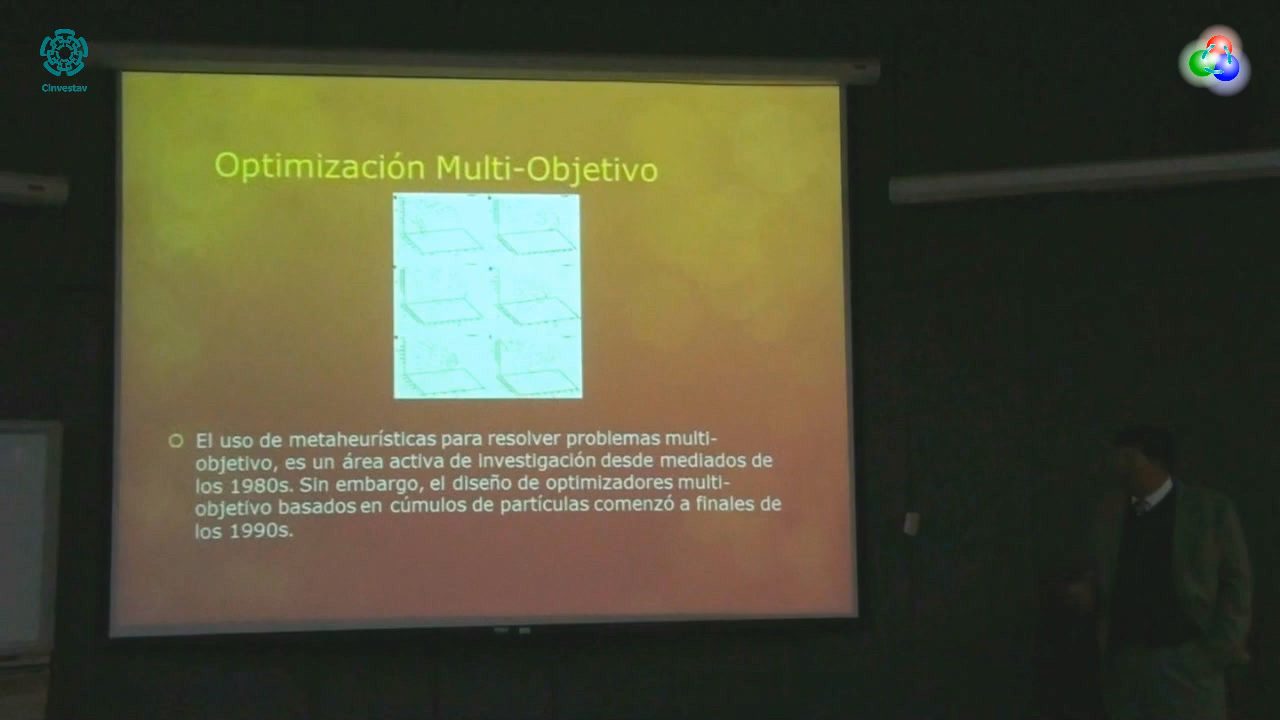 Cinvestav
Optimización Multi-Objetivo
El uso de metaheurísticas para resolver problemas multi-
objetivo, es un área activa de investigación desde mediados de
los 1980s. Sin embargo, el diseño de optimizadores multi-
objetivo basados en cúmulos de partículas comenzó a finales de
los 1990s.